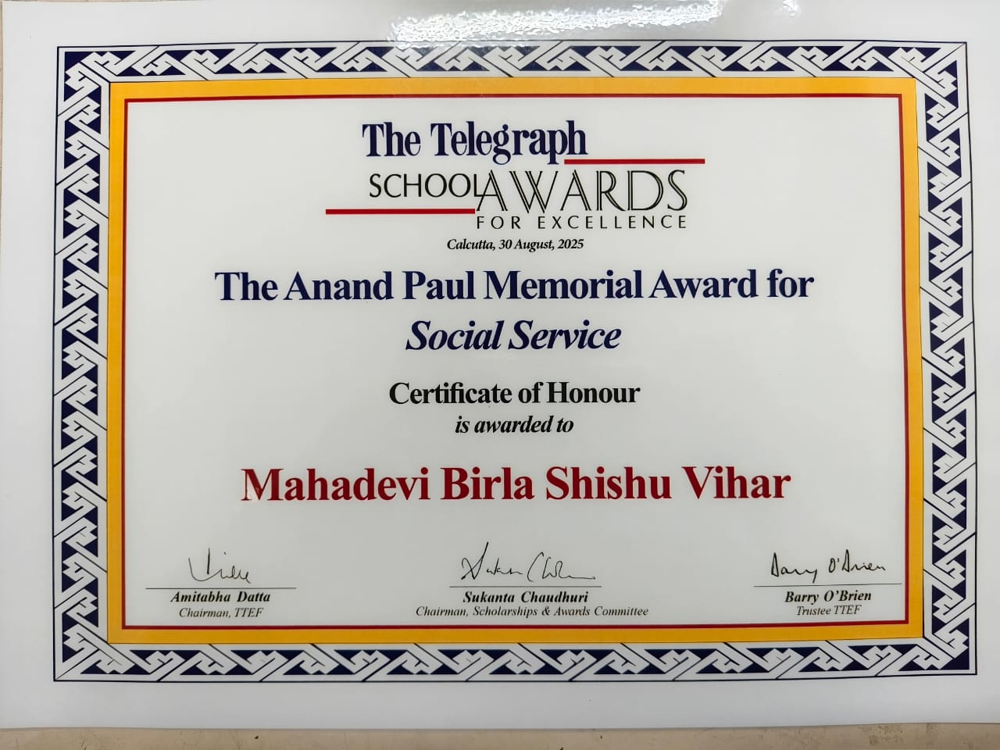 The Telegraph
SCHOOL AWARDS
FOR EXCELLENCE
Calcutta, 30 August, 2025
The Anand Paul Memorial Award for
Social Service
Certificate of Honour
is awarded to
Mahadevi Birla Shishu Vihar
Amitabha Datta
Chairman, TTEF
Sukanta Chaudhuri
Chairman, Scholarships & Awards Committee
Barry O'Brien
Barry O'Brien
Trustee TTEF